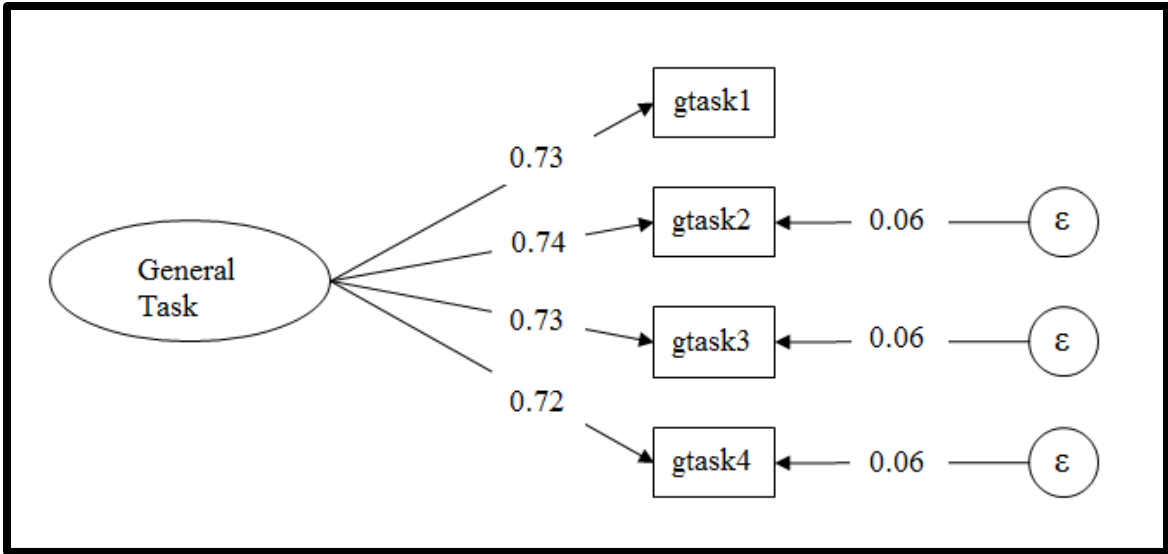 gtask1
0.73
gtask2
0.06
ε
0.74
General
Task
0.73
gtask3
0.06
ε
0.72
gtask4
0.06
ε